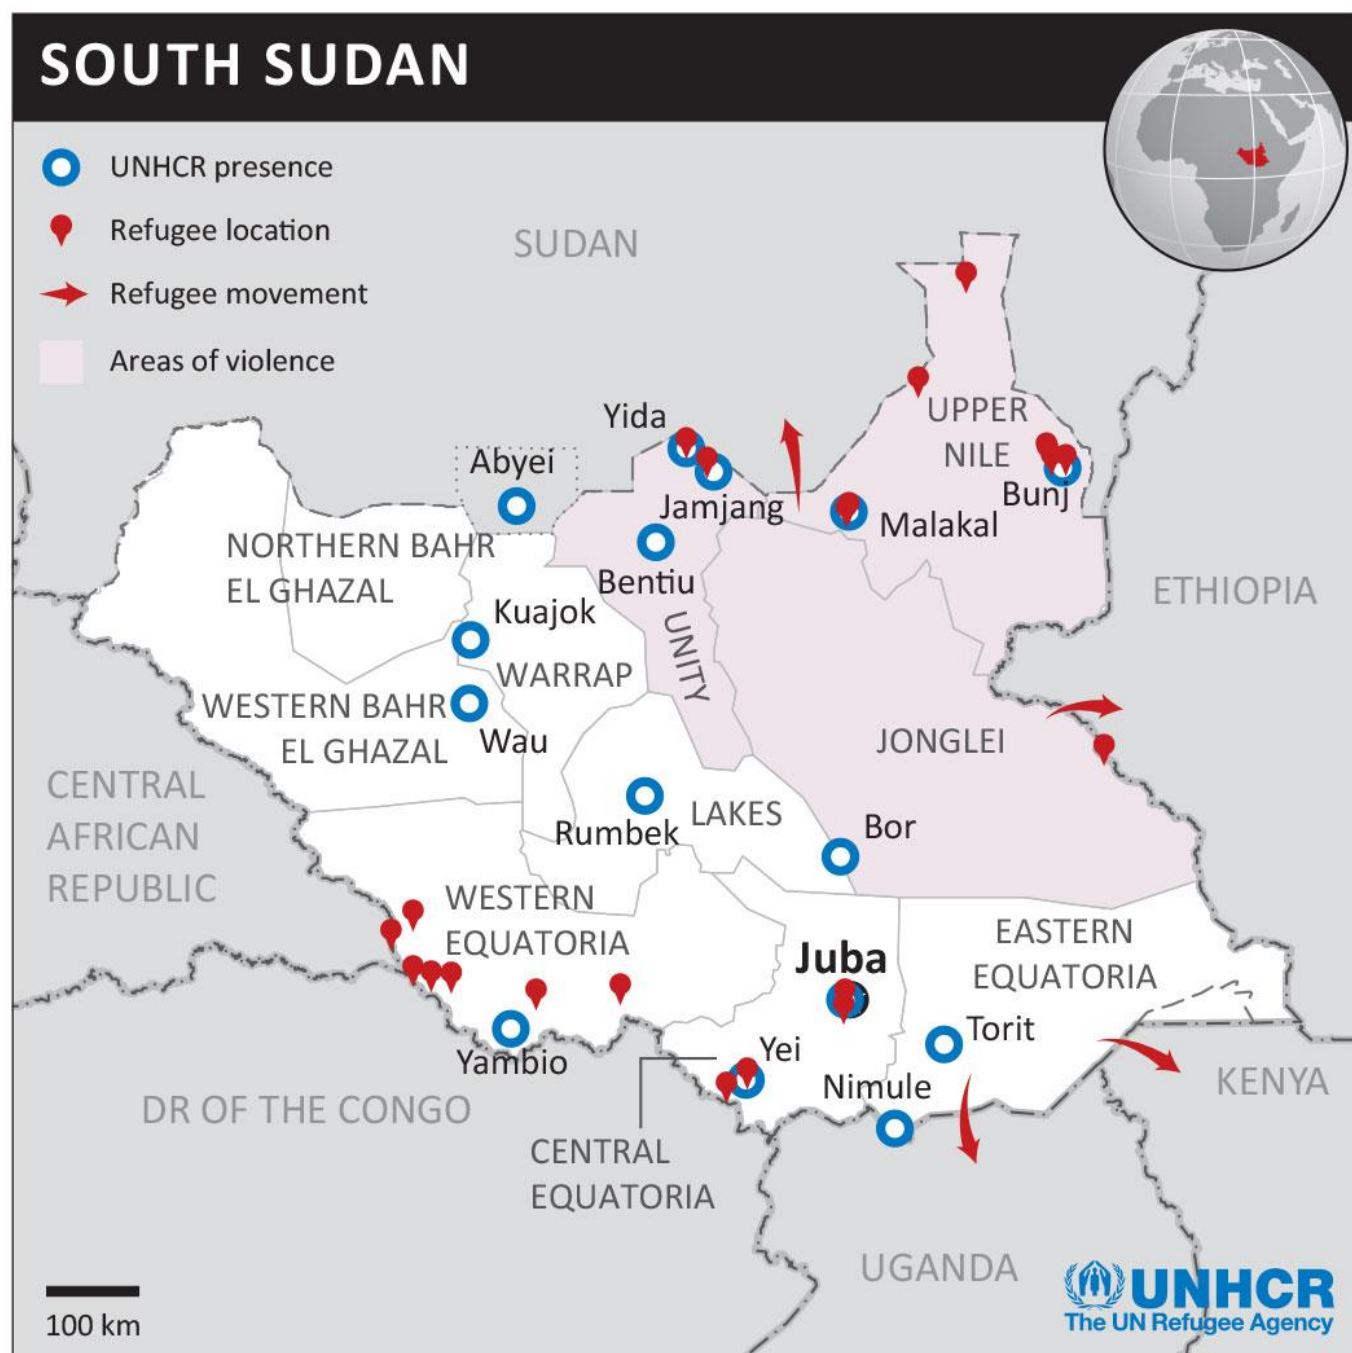 SOUTH SUDAN
UNHCR presence
Refugee location
Refugee movement
Areas of violence
SUDAN
Yida
UPPER
NILE
Abyei
Bunj
Jamjang
Malakal
NORTHERN BAHR
EL GHAZAL
Bentiu
ETHIOPIA
Kuajok
UNITY
WARRAP
WESTERN BAHR
EL GHAZAL
Wau
JONGLEI
CENTRAL
AFRICAN
REPUBLIC
LAKES
Rumbek
Bor
WESTERN
EQUATORIA
EASTERN
EQUATORIA
Juba
Torit
Yei
Yambio
Nimule
KENYA
DR OF THE CONGO
CENTRAL
EQUATORIA
UGANDA
100 km
UNHCR
The UN Refugee Agency